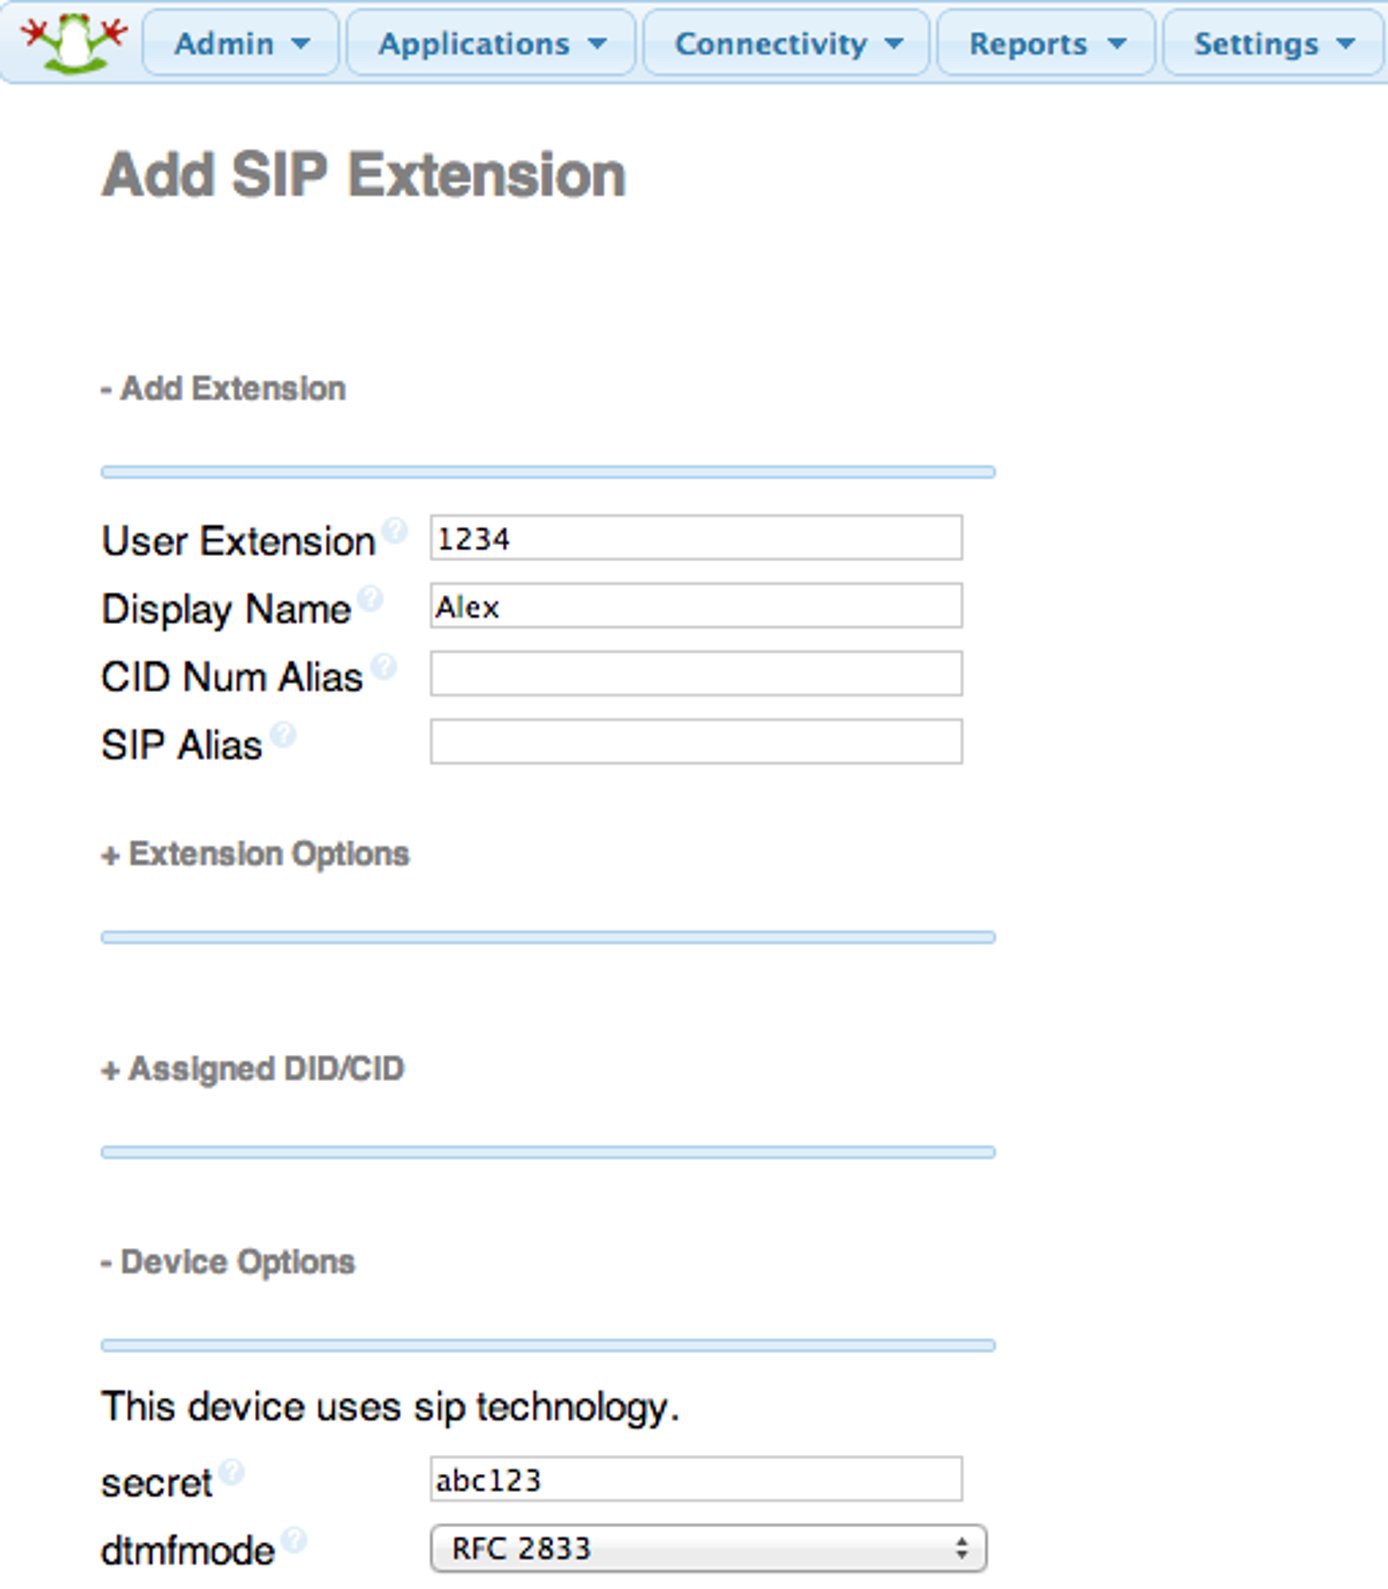 Admin Applications Connectivity Reports Settings
Add SIP Extension
- Add Extension
User Extension ? 1234
Display Name ? Alex
CID Num Alias ?
SIP Alias ?
+ Extension Options
+ Assigned DID/CID
- Device Options
This device uses sip technology.
secret ? abc123
dtmfmode ? RFC 2833